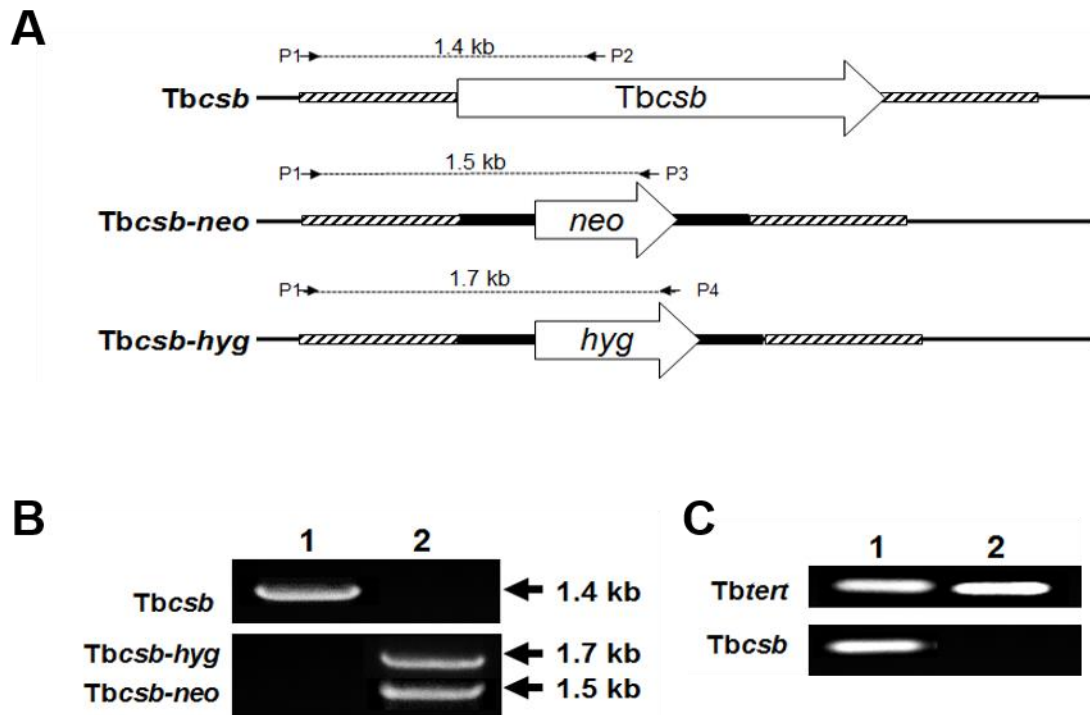 A
P1 1.4 kb P2
Tbcsb Tbcsb
P1 1.5 kb P3
Tbcsb-neo neo
P1 1.7 kb P4
Tbcsb-hyg hyg
B
1 2
Tbcsb 1.4 kb
Tbcsb-hyg 1.7 kb
Tbcsb-neo 1.5 kb
C
1 2
Tbtert
Tbcsb